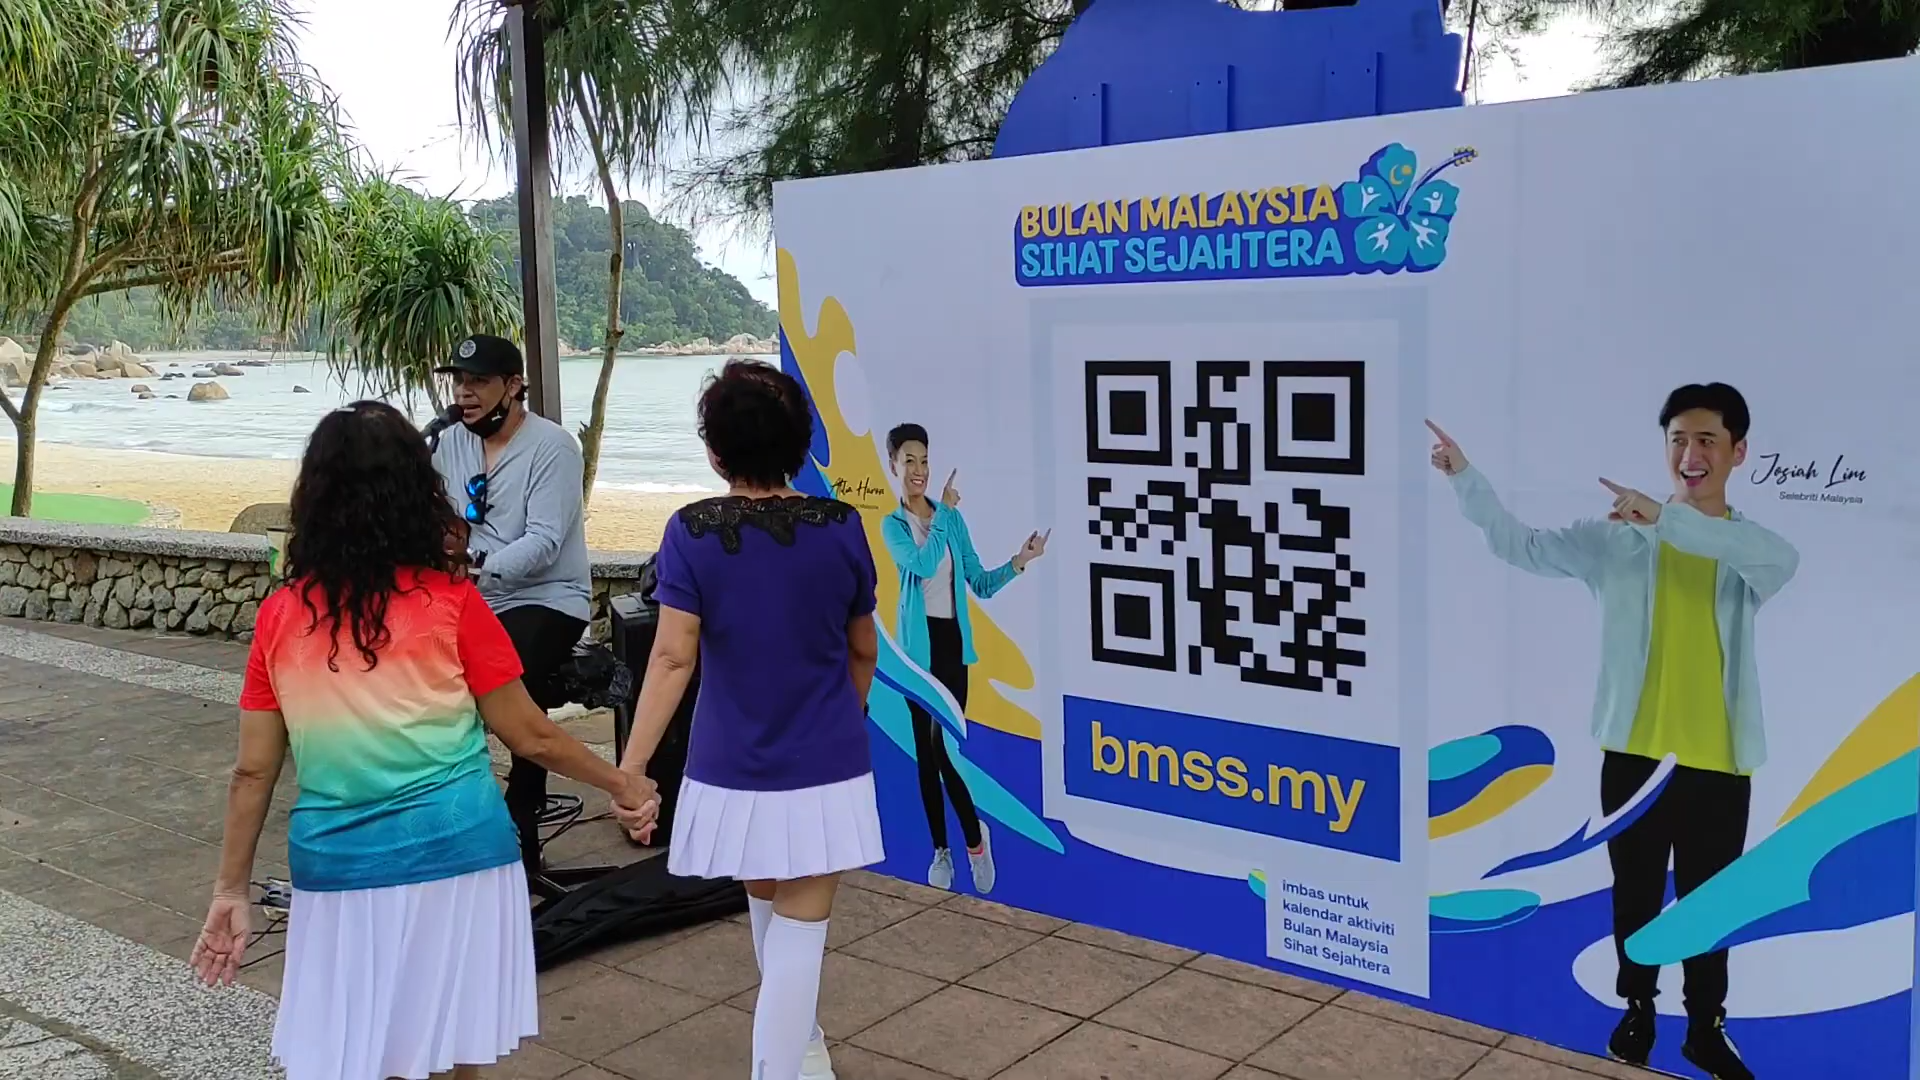 BULAN MALAYSIA
SIHAT SEJAHTERA
Josiah Lim
Selebriti Malaysia
bmss.my
imbas untuk
kalendar aktiviti
Bulan Malaysia
Sihat Sejahtera